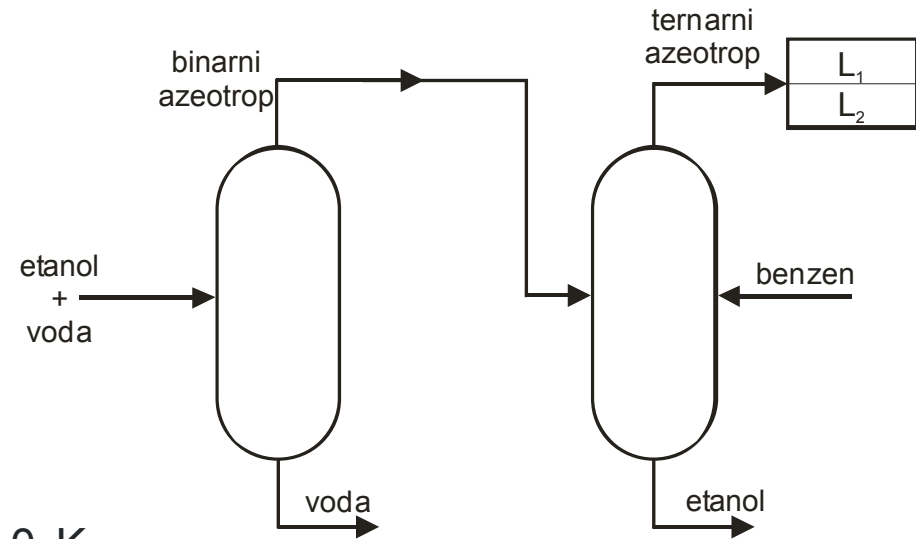 binarni
azeotrop
ternarni
azeotrop
L1
L2
etanol
+
voda
benzen
voda
etanol